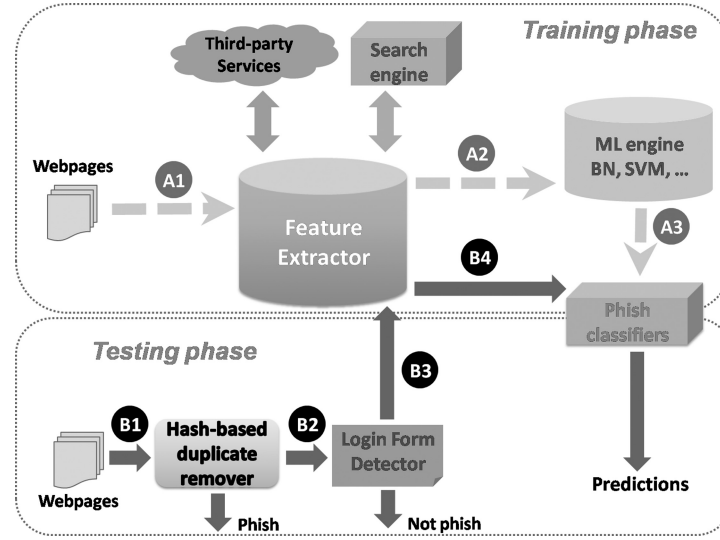 Training phase
Third-party
Services
Search
engine
Webpages
A1
A2
ML engine
BN, SVM, ...
A3
Feature
Extractor
B4
Phish
classifiers
Testing phase
B3
B1
Hash-based
duplicate
remover
B2
Login Form
Detector
Webpages
Predictions
Phish
Not phish